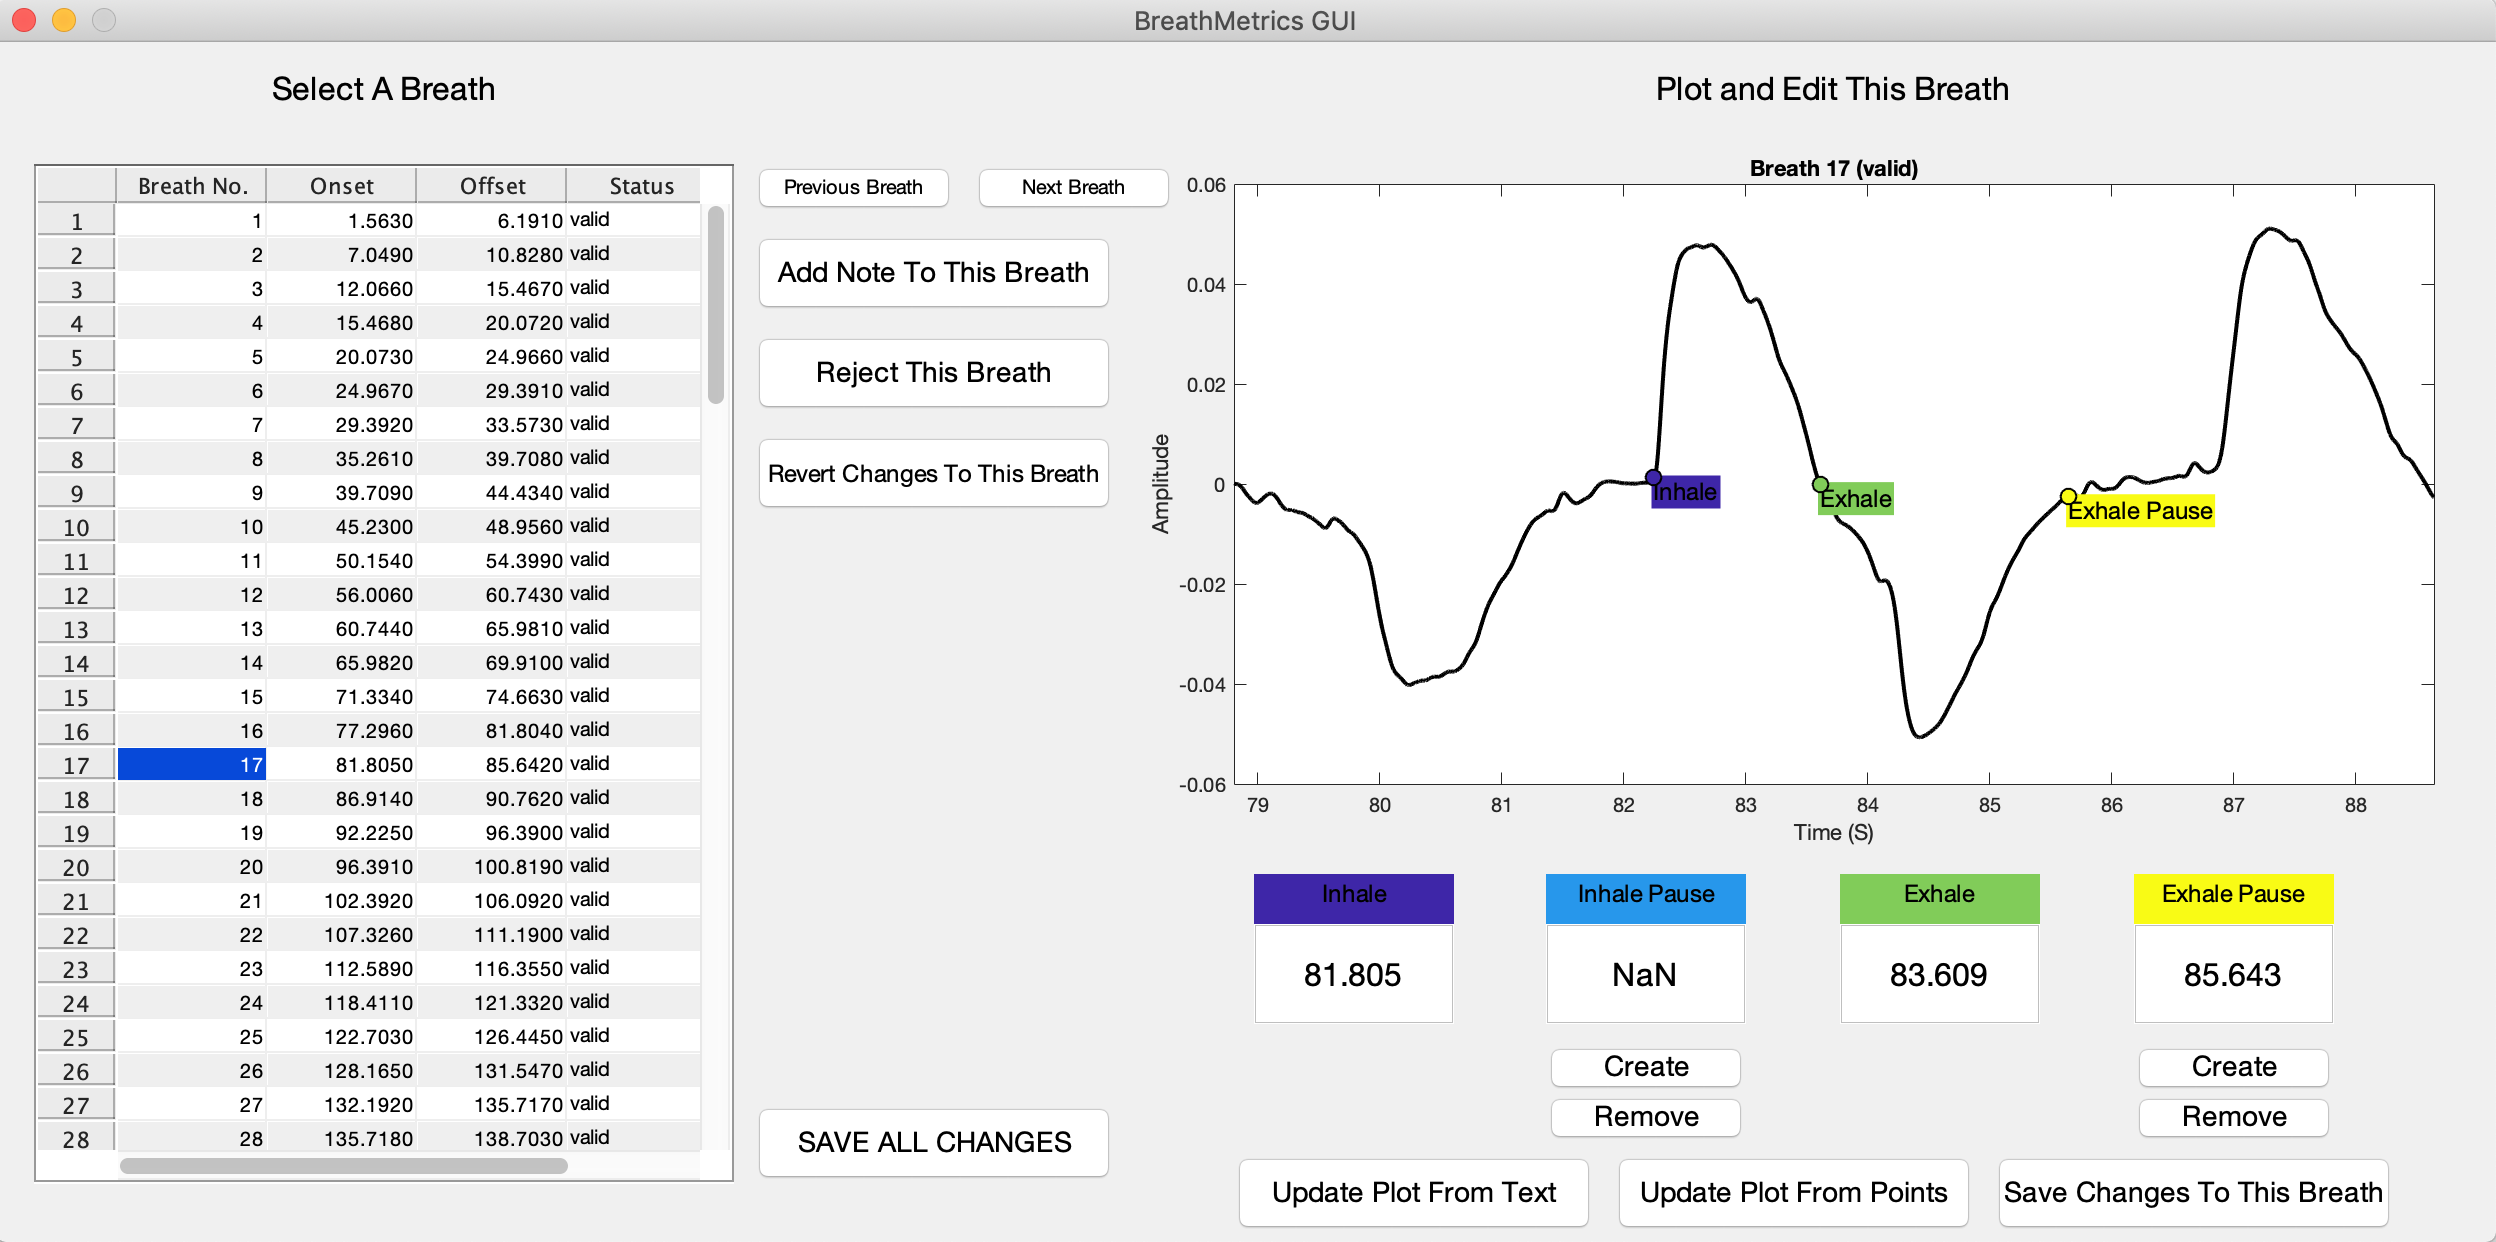 BreathMetrics GUI
Select A Breath
Plot and Edit This Breath
Breath No. Onset Offset Status
1 1 1.5630 6.1910 valid
2 2 7.0490 10.8280 valid
3 3 12.0660 15.4670 valid
4 4 15.4680 20.0720 valid
5 5 20.0730 24.9660 valid
6 6 24.9670 29.3910 valid
7 7 29.3920 33.5730 valid
8 8 35.2610 39.7080 valid
9 9 39.7090 44.4340 valid
10 10 45.2300 48.9560 valid
11 11 50.1540 54.3990 valid
12 12 56.0060 60.7430 valid
13 13 60.7440 65.9810 valid
14 14 65.9820 69.9100 valid
15 15 71.3340 74.6630 valid
16 16 77.2960 81.8040 valid
17 17 81.8050 85.6420 valid
18 18 86.9140 90.7620 valid
19 19 92.2250 96.3900 valid
20 20 96.3910 100.8190 valid
21 21 102.3920 106.0920 valid
22 22 107.3260 111.1900 valid
23 23 112.5890 116.3550 valid
24 24 118.4110 121.3320 valid
25 25 122.7030 126.4450 valid
26 26 128.1650 131.5470 valid
27 27 132.1920 135.7170 valid
28 28 135.7180 138.7030 valid
Previous Breath
Next Breath
Add Note To This Breath
Reject This Breath
Revert Changes To This Breath
SAVE ALL CHANGES
Breath 17 (valid)
0.06
0.04
0.02
0
-0.02
-0.04
-0.06
Amplitude
Inhale
Exhale
Exhale Pause
79 80 81 82 83 84 85 86 87 88
Time (S)
Inhale Inhale Pause Exhale Exhale Pause
81.805 NaN 83.609 85.643
Create Create
Remove Remove
Update Plot From Text
Update Plot From Points
Save Changes To This Breath